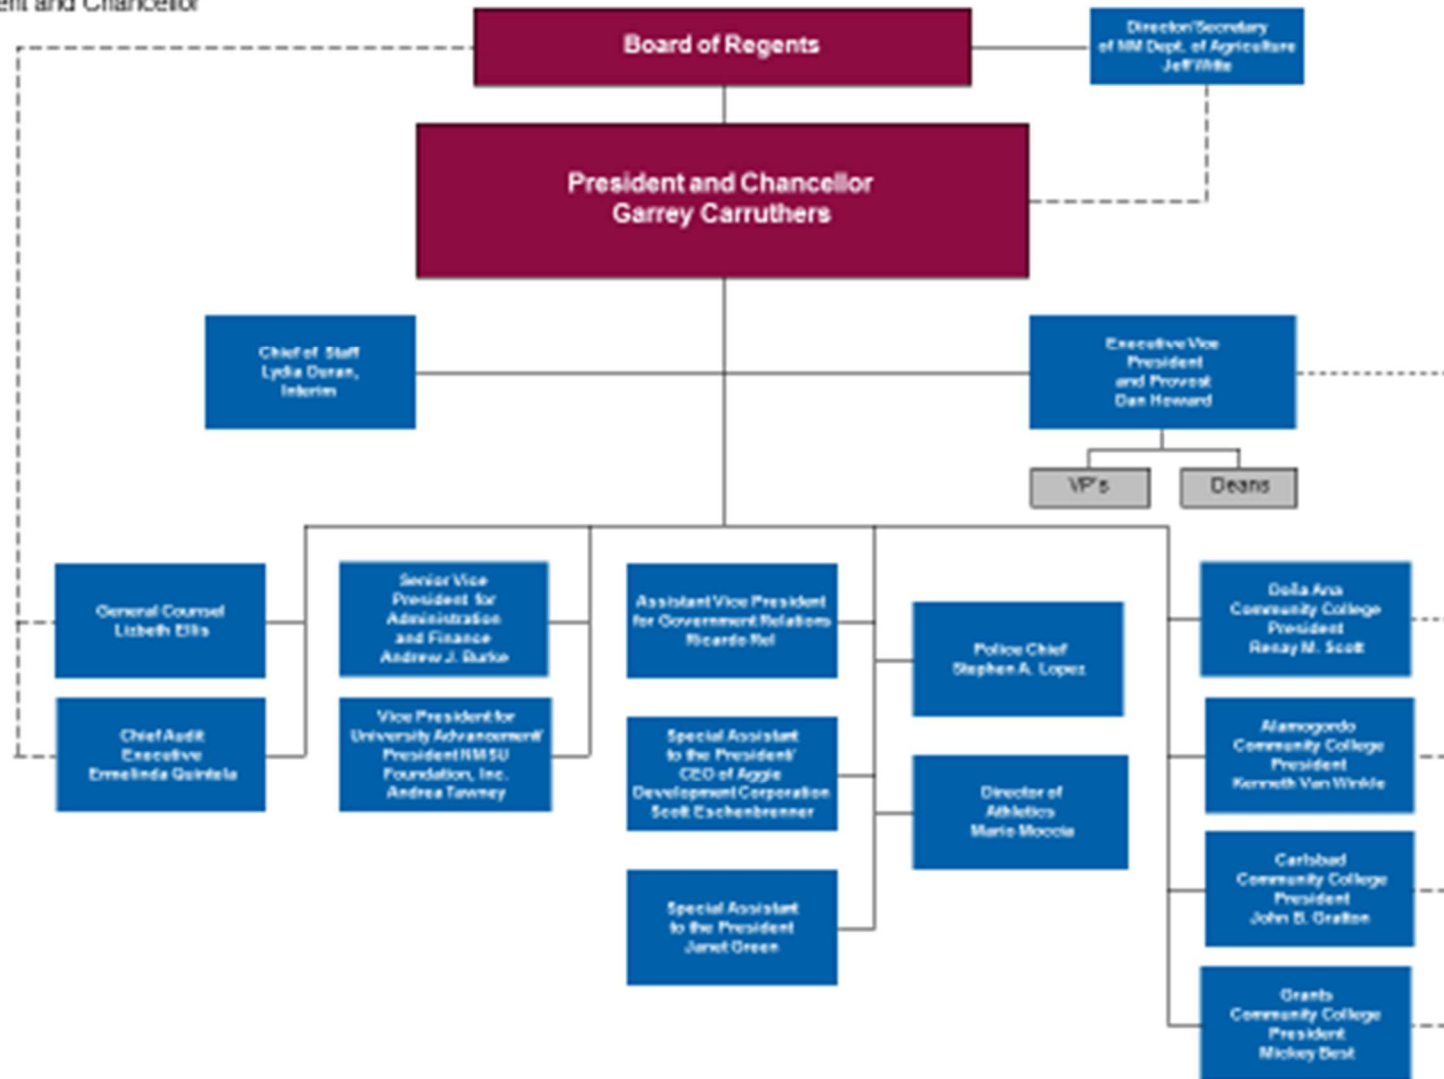 ent and Chancellor
Board of Regents
Director/Secretary
of NM Dept. of Agriculture
Jeff Witte
President and Chancellor
Garrey Carruthers
Chief of Staff
Lydia Duran,
Interim
Executive Vice
President
and Provost
Dan Howard
VP's
Deans
General Counsel
Lizbeth Ellis
Chief Audit
Executive
Ermelinda Quintela
Senior Vice
President for
Administration
and Finance
Andrew J. Burke
Vice President for
University Advancement/
President NMSU
Foundation, Inc.
Andrea Tawney
Assistant Vice President
for Government Relations
Ricardo Rel
Special Assistant
to the President/
CEO of Aggie
Development Corporation
Scott Eschenbrenner
Special Assistant
to the President
Janet Green
Police Chief
Stephen A. Lopez
Director of
Athletics
Mario Moccia
Doña Ana
Community College
President
Renay M. Scott
Alamogordo
Community College
President
Kenneth Van Winkle
Carlsbad
Community College
President
John B. Gratton
Grants
Community College
President
Mickey Best